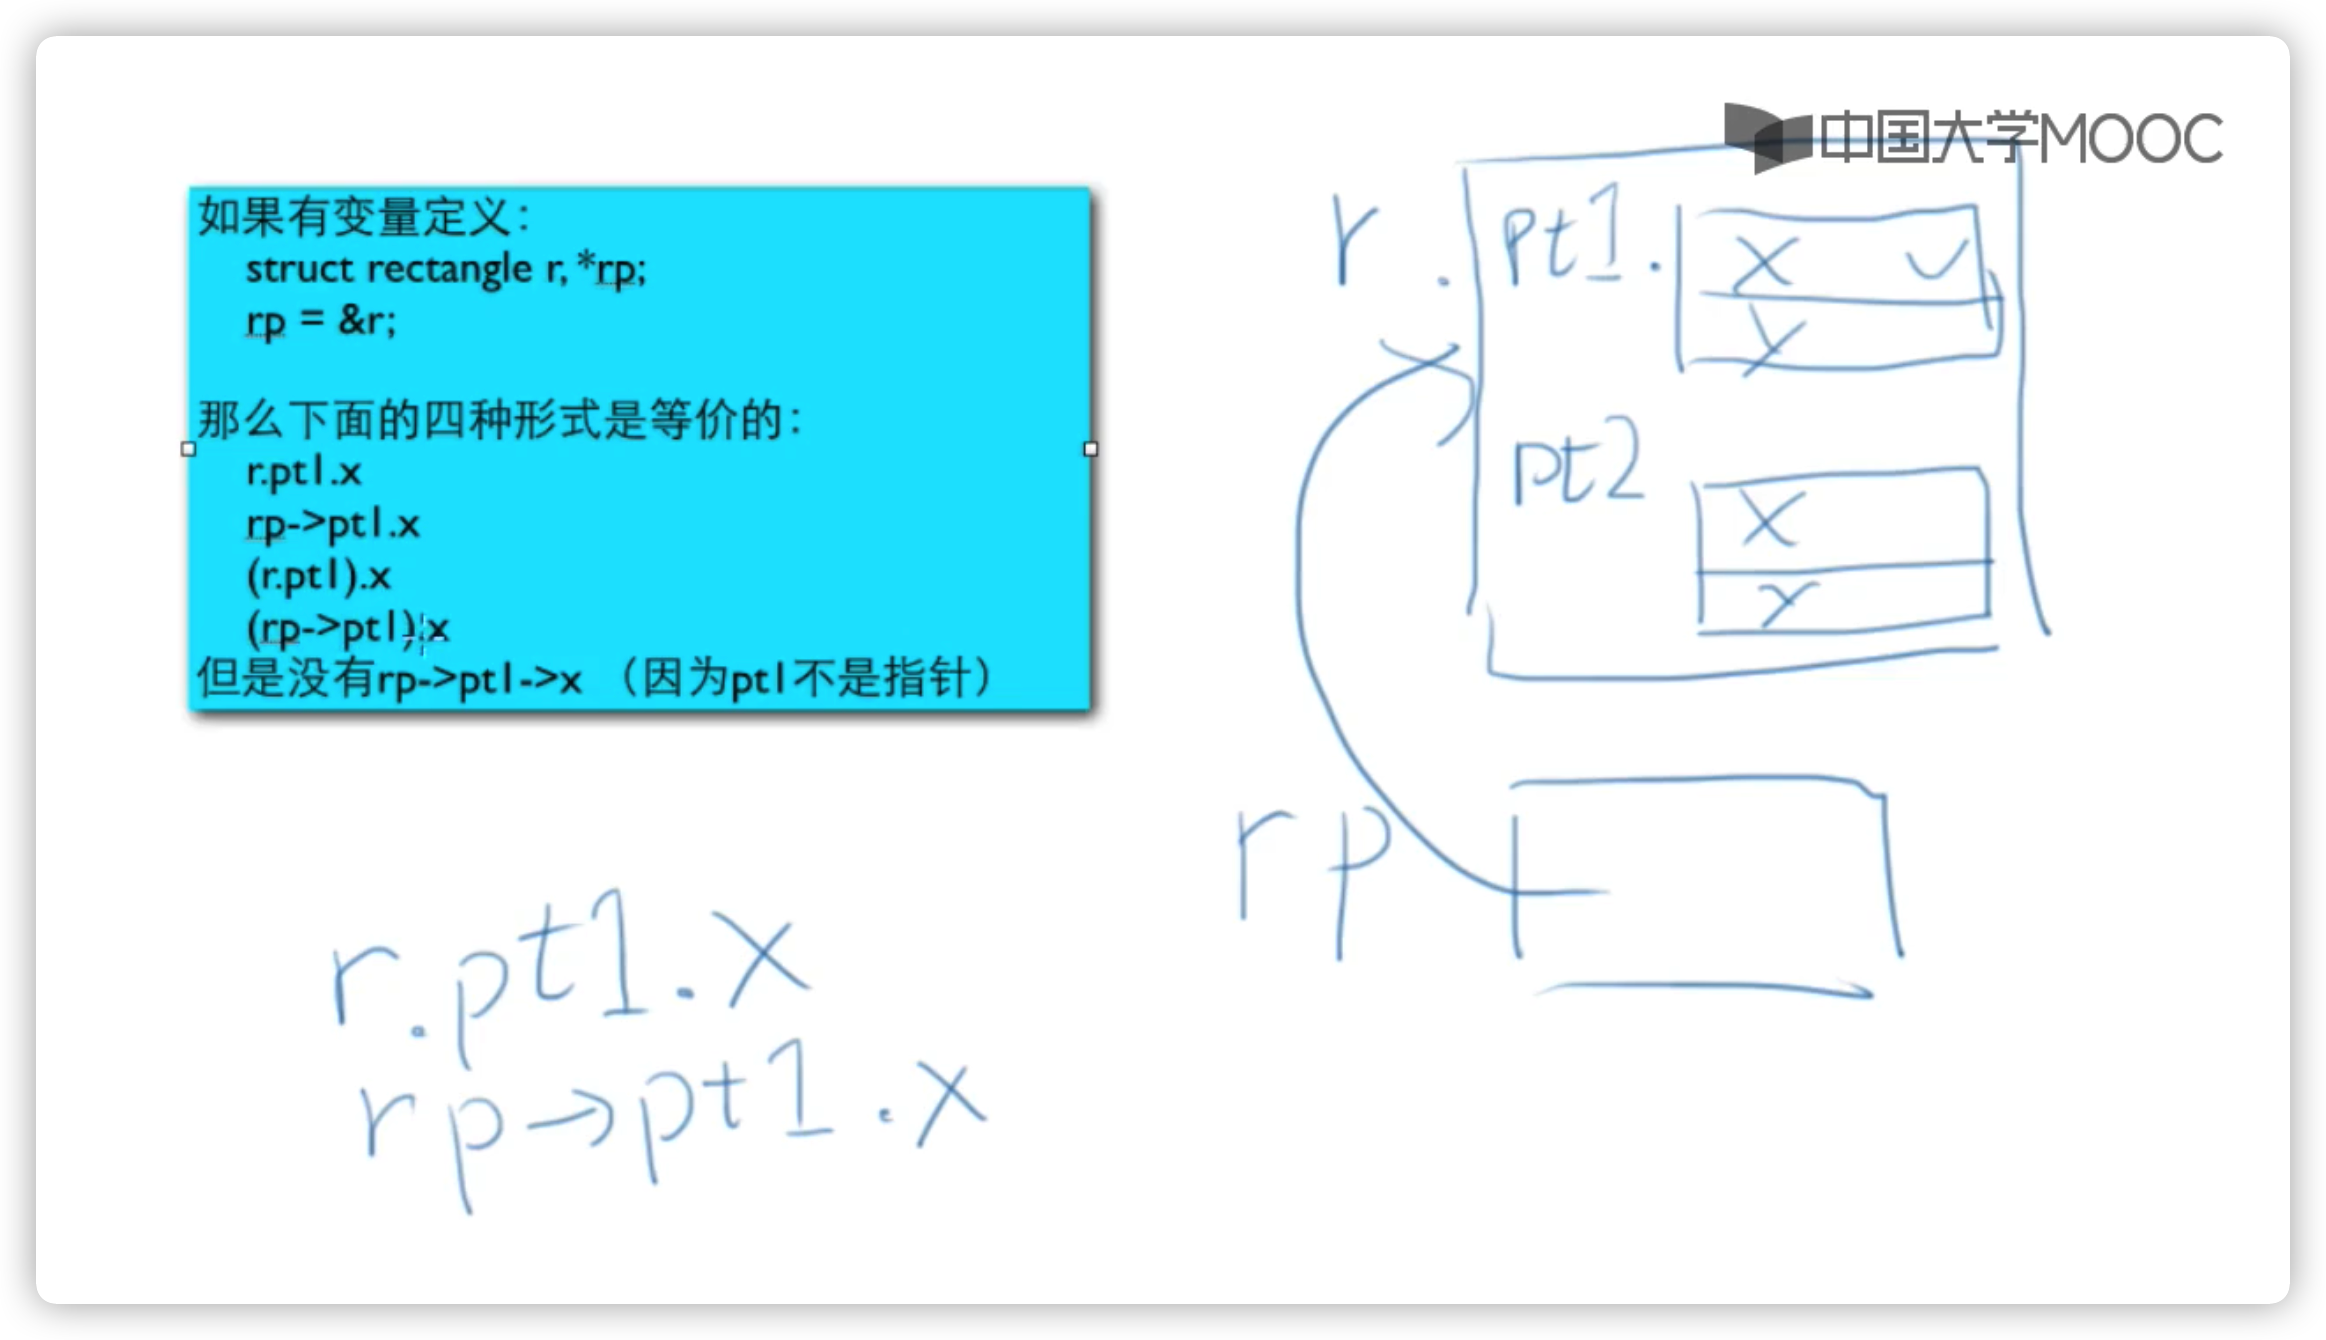 中国大学MOOC
如果有变量定义：
struct rectangle r, *rp;
rp = &r;
那么下面的四种形式是等价的：
r.pt1.x
rp->pt1.x
(r.pt1).x
(rp->pt1).x
但是没有rp->pt1->x （因为pt1不是指针）
r . pt1. x
y
pt2
x
y
rp
r.pt1.x
rp→pt1.x